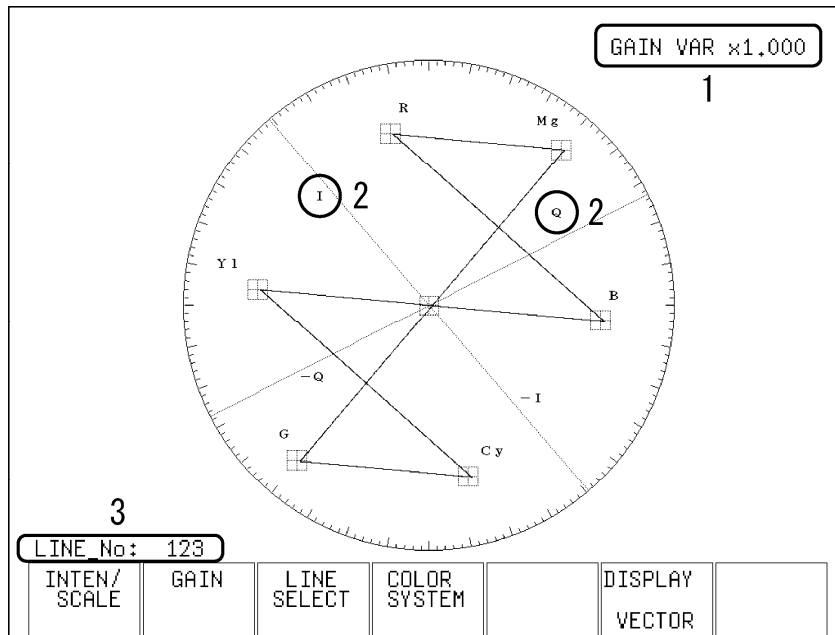 GAIN VAR x1.000
1
R
Mg
I
2
Q
2
Yl
B
-Q
-I
G
Cy
3
LINE_No: 123
INTEN/
SCALE
GAIN
LINE
SELECT
COLOR
SYSTEM
DISPLAY
VECTOR